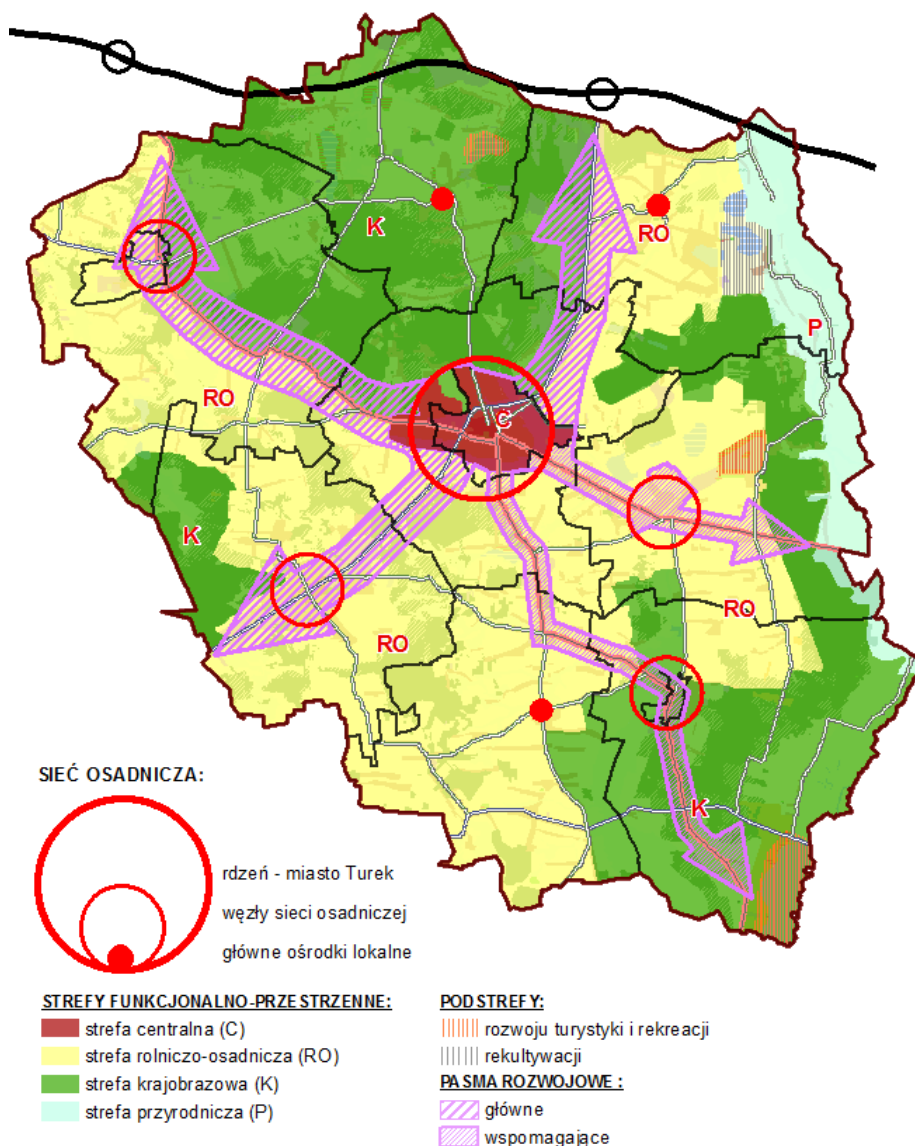 K
RO
P
RO
C
K
RO
RO
K
SIEĆ OSADNICZA:
rdzeń - miasto Turek
węzły sieci osadniczej
główne ośrodki lokalne
STREFY FUNKCJONALNO-PRZESTRZENNE:
strefa centralna (C)
strefa rolniczo-osadnicza (RO)
strefa krajobrazowa (K)
strefa przyrodnicza (P)
PODSTREFY:
rozwoju turystyki i rekreacji
rekultywacji
PASMA ROZWOJOWE :
główne
wspomagające